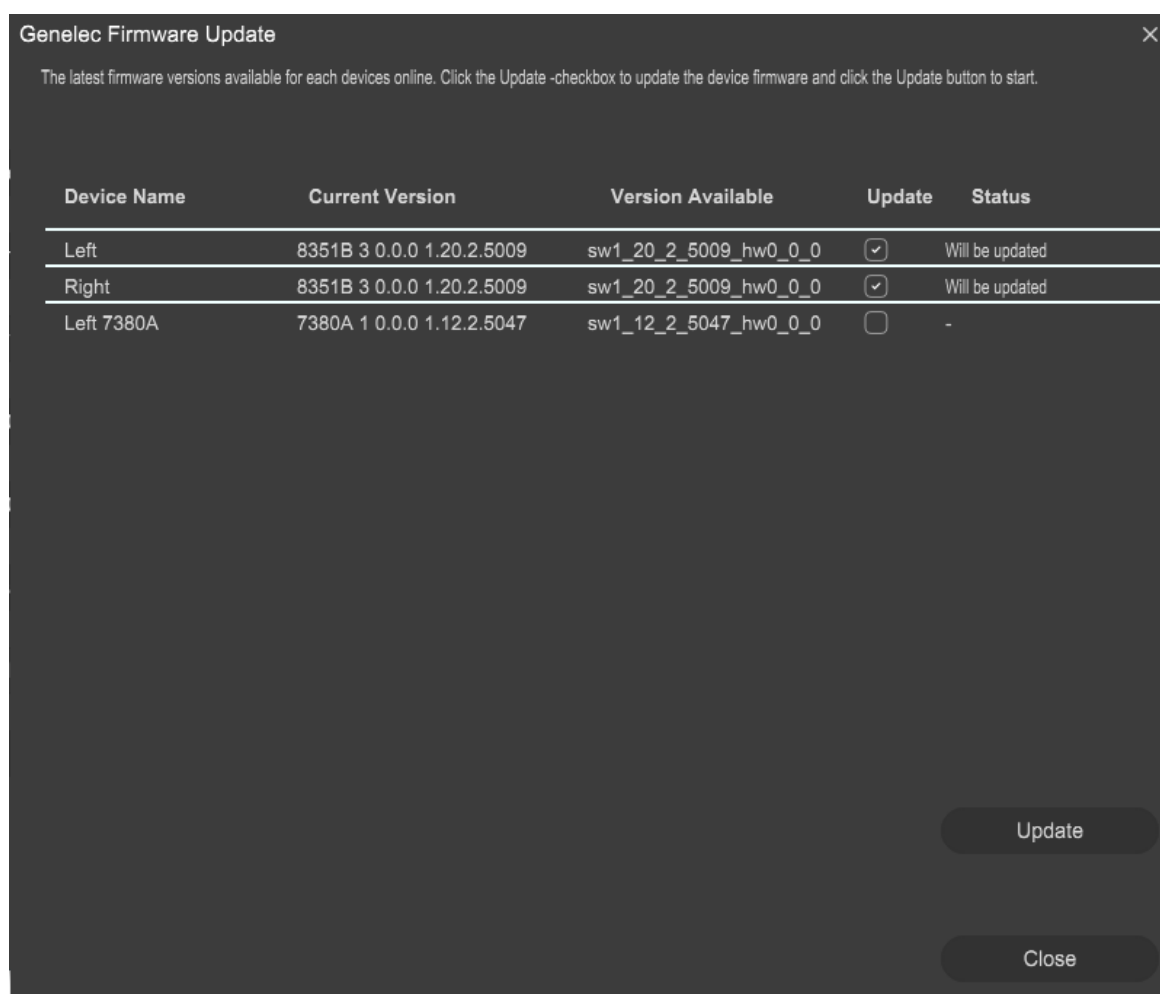 Genelec Firmware Update
The latest firmware versions available for each devices online. Click the Update -checkbox to update the device firmware and click the Update button to start.
Device Name Current Version Version Available Update Status
Left 8351B 3 0.0.0 1.20.2.5009 sw1_20_2_5009_hw0_0_0 Will be updated
Right 8351B 3 0.0.0 1.20.2.5009 sw1_20_2_5009_hw0_0_0 Will be updated
Left 7380A 7380A 1 0.0.0 1.12.2.5047 sw1_12_2_5047_hw0_0_0 -
Update
Close